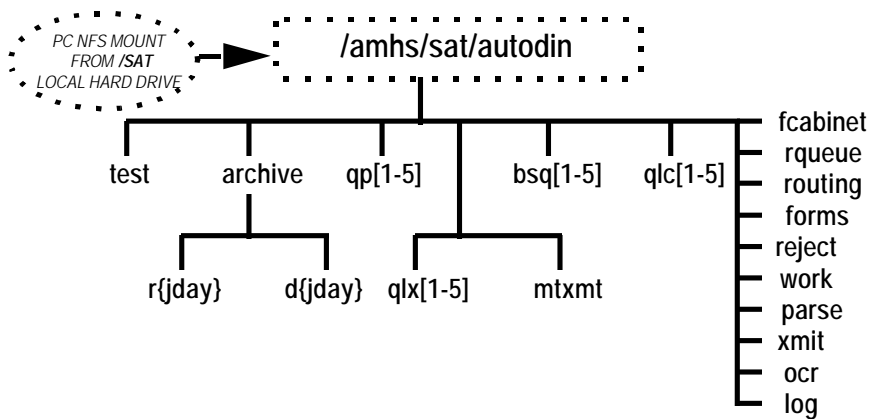 PC NFS MOUNT
FROM /SAT
LOCAL HARD DRIVE
/amhs/sat/autodin
test
archive
qp[1-5]
bsq[1-5]
qlc[1-5]
r{jday}
d{jday}
qlx[1-5]
mtxmt
fcabinet
rqueue
routing
forms
reject
work
parse
xmit
ocr
log